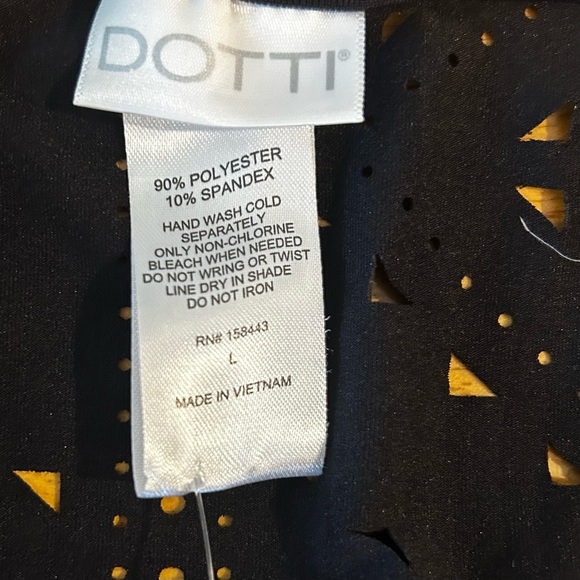 DOTTI®
90% POLYESTER
10% SPANDEX
HAND WASH COLD
SEPARATELY
ONLY NON-CHLORINE
BLEACH WHEN NEEDED
DO NOT WRING OR TWIST
LINE DRY IN SHADE
DO NOT IRON
RN# 158443
L
MADE IN VIETNAM